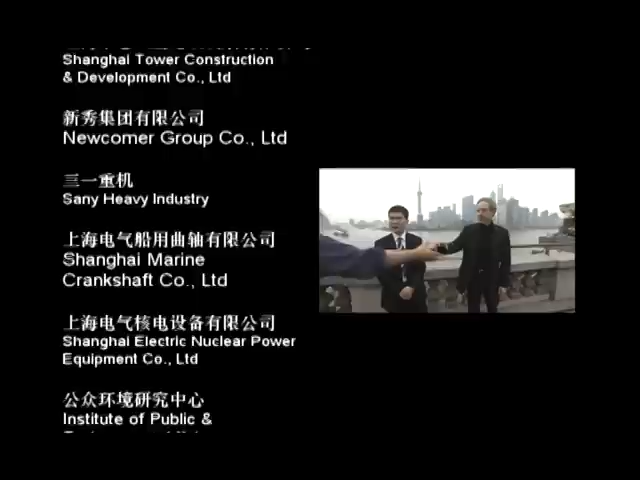 Shanghai Tower Construction
& Development Co., Ltd
新秀集团有限公司
Newcomer Group Co., Ltd
三一重机
Sany Heavy Industry
上海电气船用曲轴有限公司
Shanghai Marine
Crankshaft Co., Ltd
上海电气核电设备有限公司
Shanghai Electric Nuclear Power
Equipment Co., Ltd
公众环境研究中心
Institute of Public &